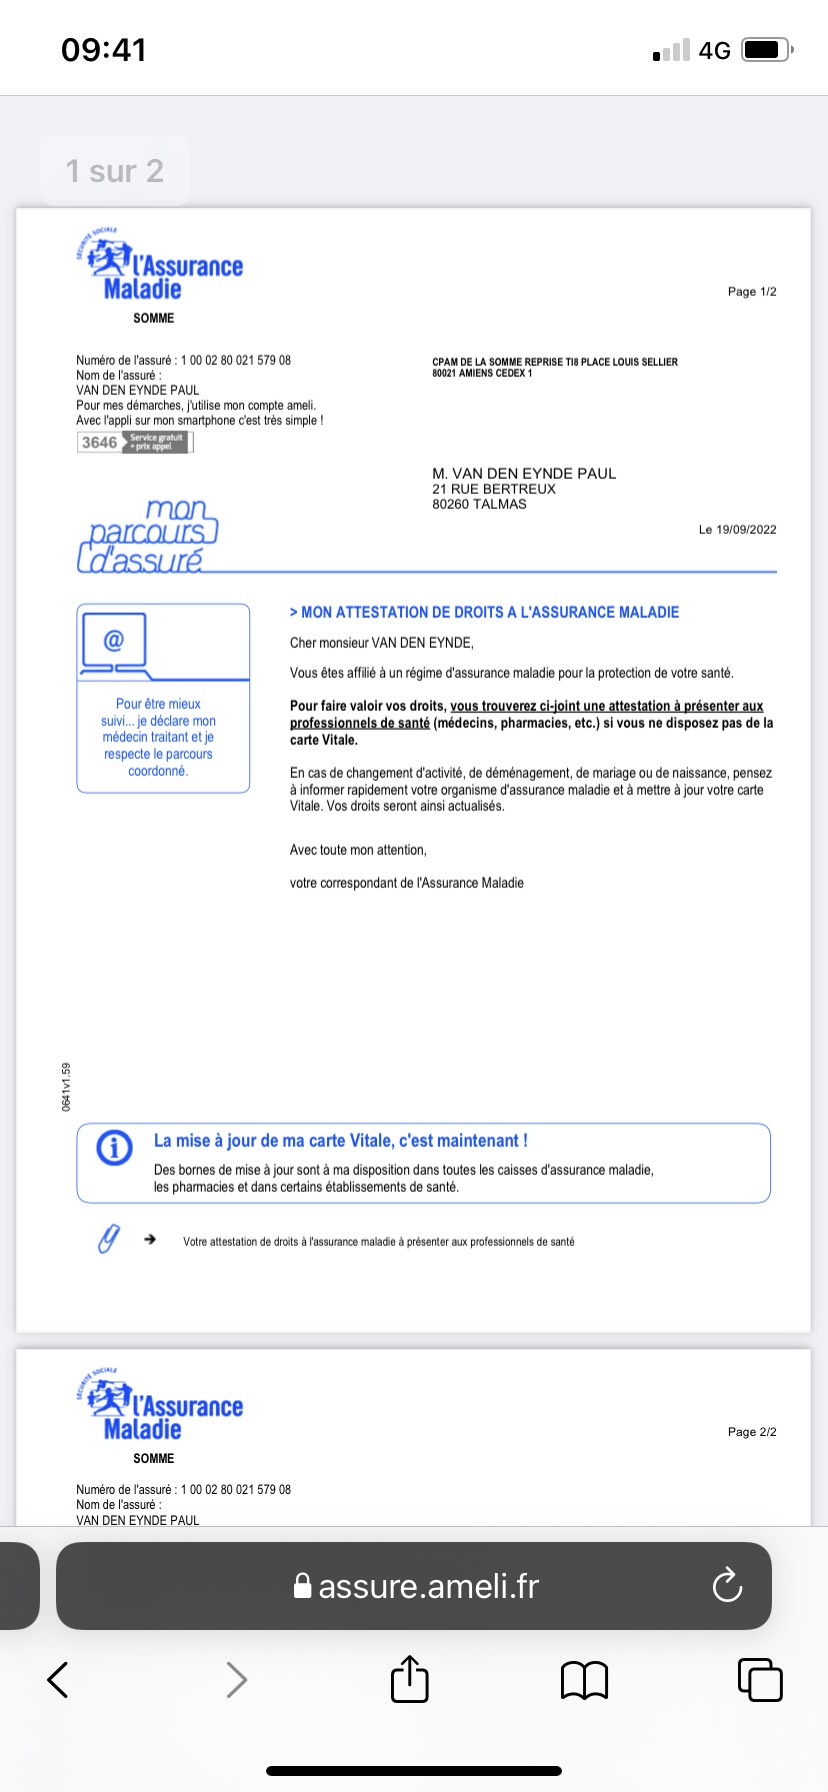 09:41
4G
1 sur 2
SÉCURITÉ SOCIALE
l'Assurance
Maladie
Page 1/2
SOMME
Numéro de l'assuré : 1 00 02 80 021 579 08
Nom de l'assuré :
VAN DEN EYNDE PAUL
Pour mes démarches, j'utilise mon compte ameli.
Avec l'appli sur mon smartphone c'est très simple !
3646 Service gratuit
+ prix appel
CPAM DE LA SOMME REPRISE TI8 PLACE LOUIS SELLIER
80021 AMIENS CEDEX 1
M. VAN DEN EYNDE PAUL
21 RUE BERTREUX
80260 TALMAS
Le 19/09/2022
mon
parcours
d'assuré
@
Pour être mieux
suivi... je déclare mon
médecin traitant et je
respecte le parcours
coordonné.
> MON ATTESTATION DE DROITS A L'ASSURANCE MALADIE
Cher monsieur VAN DEN EYNDE,
Vous êtes affilié à un régime d'assurance maladie pour la protection de votre santé.
Pour faire valoir vos droits, vous trouverez ci-joint une attestation à présenter aux
professionnels de santé (médecins, pharmacies, etc.) si vous ne disposez pas de la
carte Vitale.
En cas de changement d'activité, de déménagement, de mariage ou de naissance, pensez
à informer rapidement votre organisme d'assurance maladie et à mettre à jour votre carte
Vitale. Vos droits seront ainsi actualisés.
Avec toute mon attention,
votre correspondant de l'Assurance Maladie
0641v1.59
La mise à jour de ma carte Vitale, c'est maintenant !
Des bornes de mise à jour sont à ma disposition dans toutes les caisses d'assurance maladie,
les pharmacies et dans certains établissements de santé.
Votre attestation de droits à l'assurance maladie à présenter aux professionnels de santé
SÉCURITÉ SOCIALE
l'Assurance
Maladie
Page 2/2
SOMME
Numéro de l'assuré : 1 00 02 80 021 579 08
Nom de l'assuré :
VAN DEN EYNDE PAUL
assure.ameli.fr